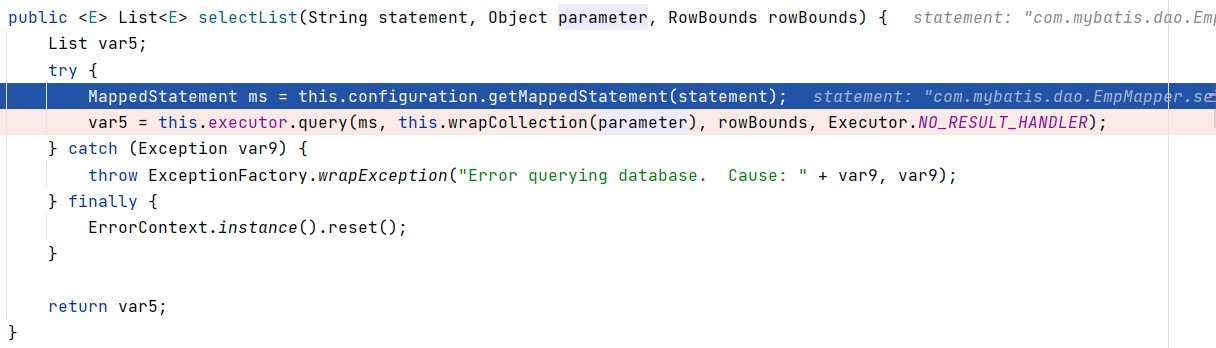 public <E> List<E> selectList(String statement, Object parameter, RowBounds rowBounds) {   statement: "com.mybatis.dao.Emp
    List var5;
    try {
        MappedStatement ms = this.configuration.getMappedStatement(statement);   statement: "com.mybatis.dao.EmpMapper.se
        var5 = this.executor.query(ms, this.wrapCollection(parameter), rowBounds, Executor.NO_RESULT_HANDLER);
    } catch (Exception var9) {
        throw ExceptionFactory.wrapException("Error querying database.  Cause: " + var9, var9);
    } finally {
        ErrorContext.instance().reset();
    }

    return var5;
}